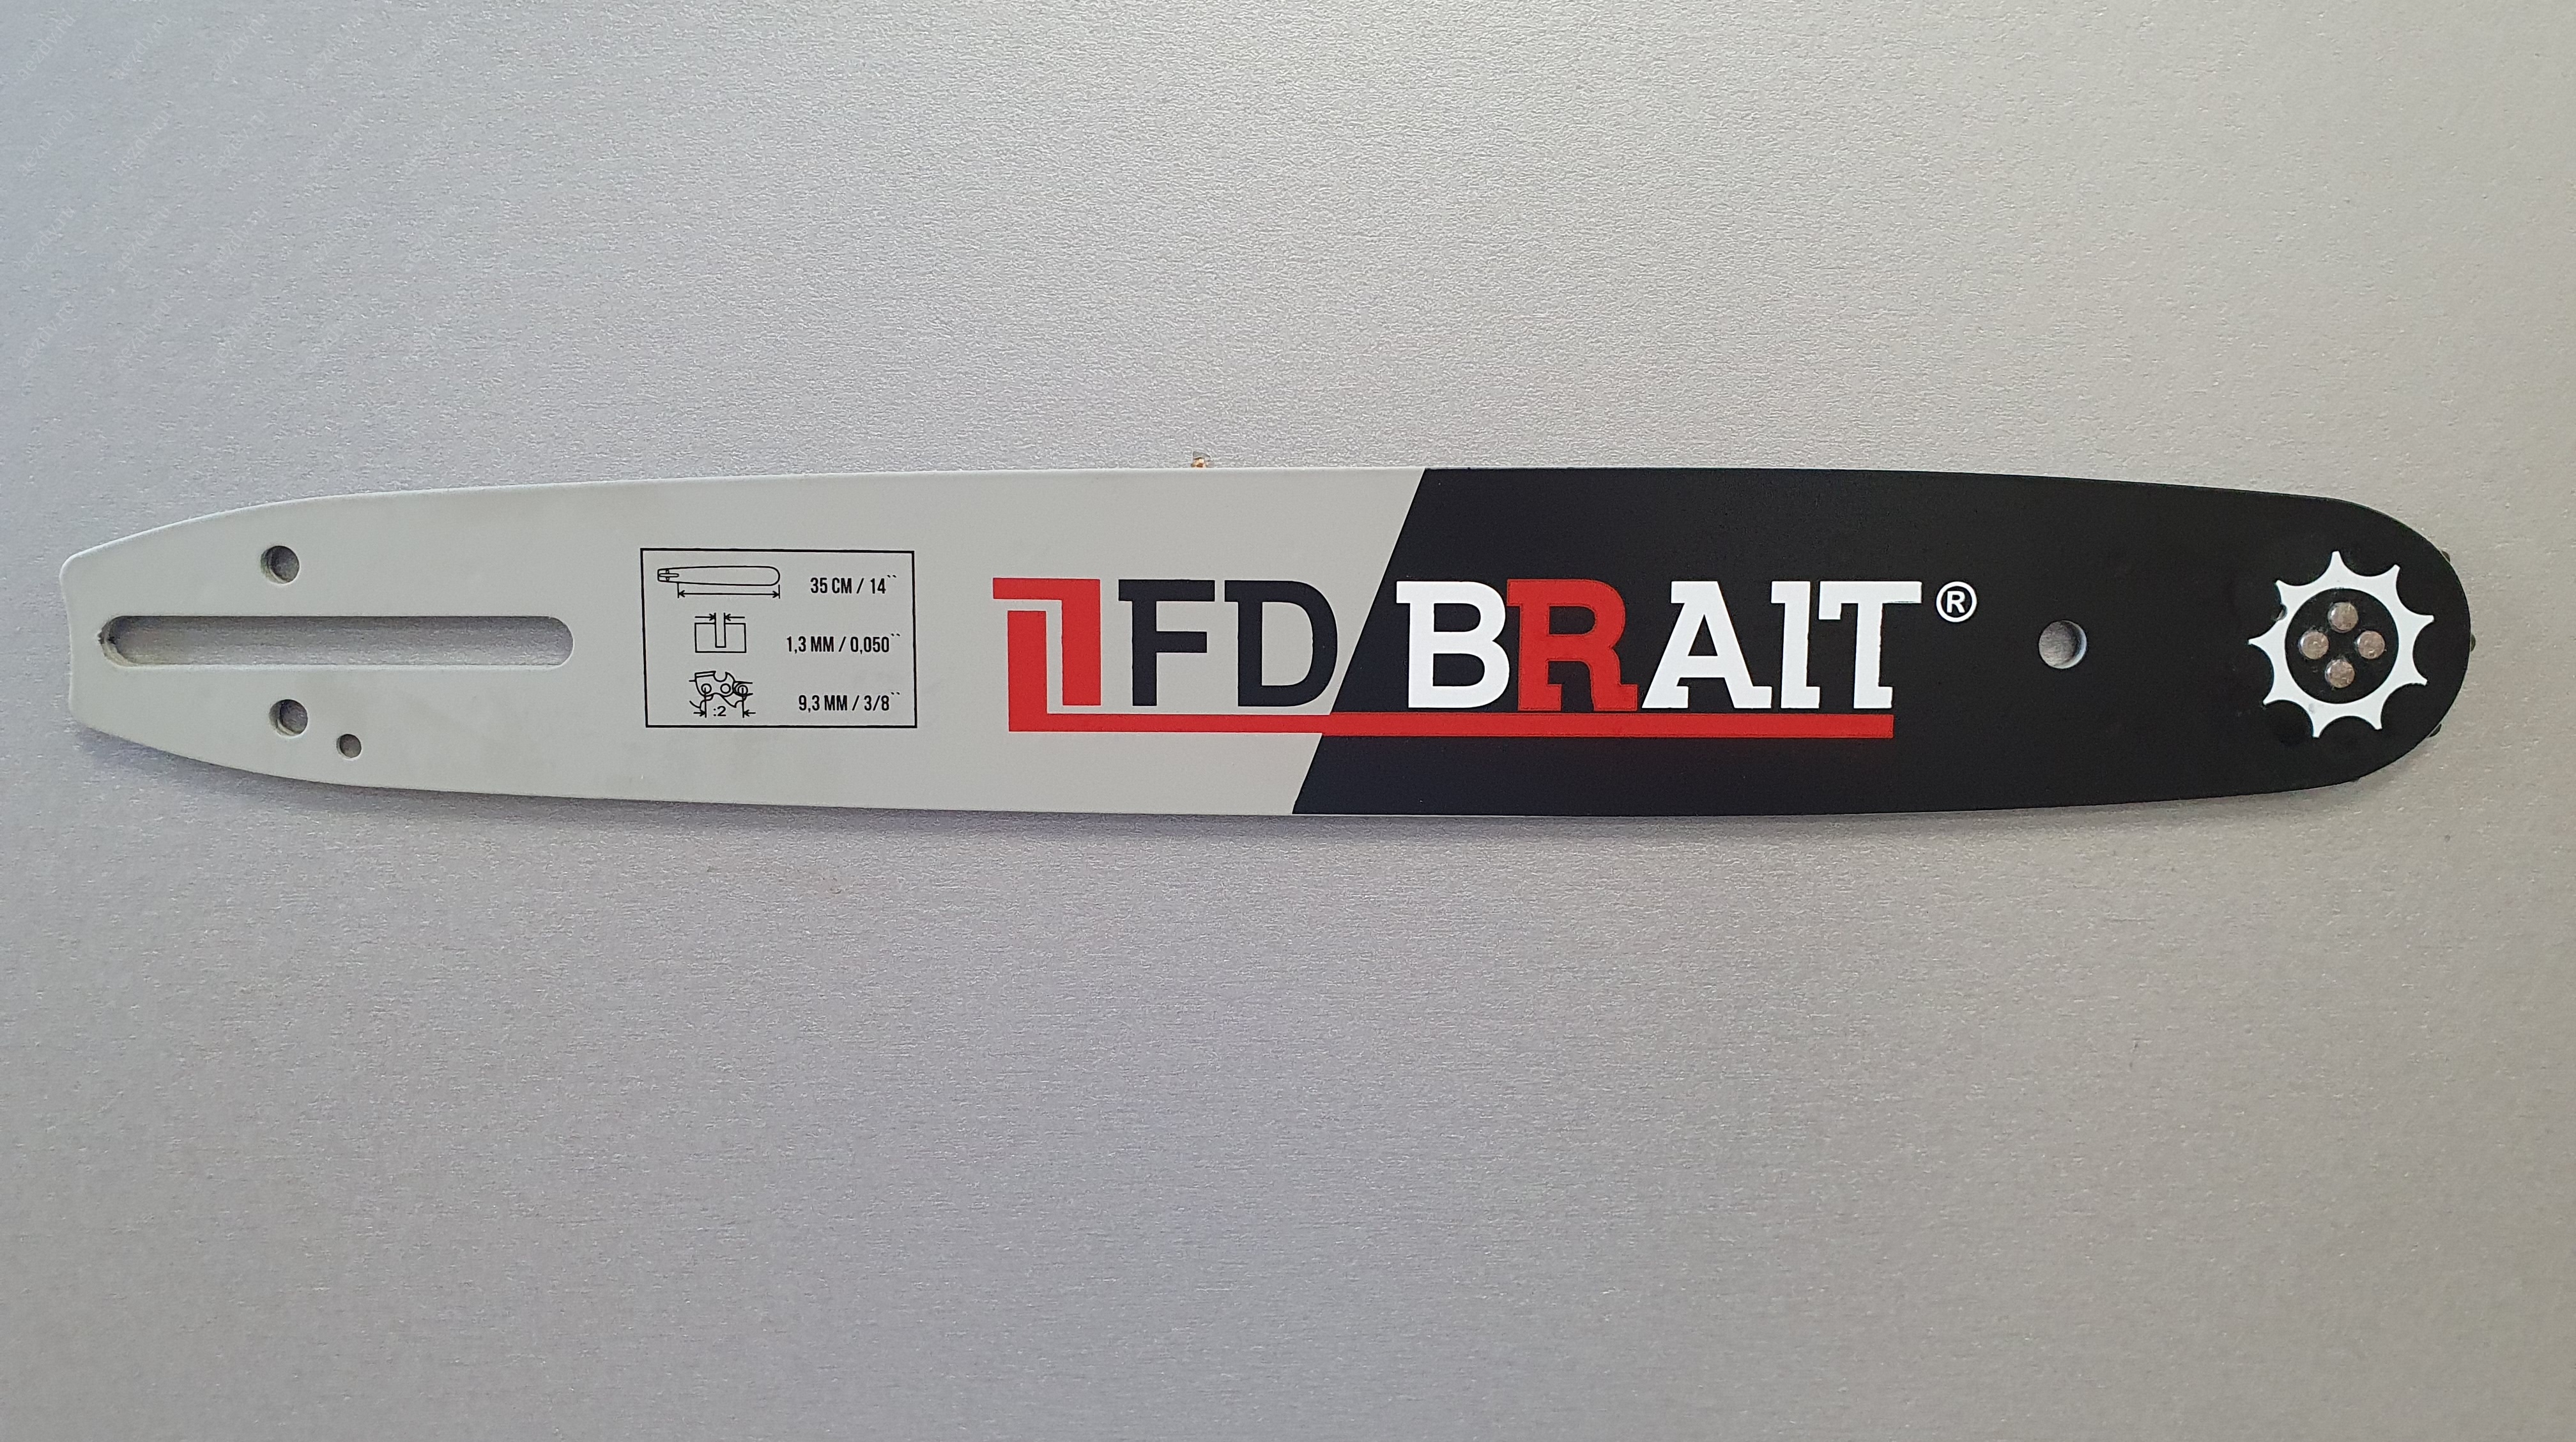 35 CM / 14``
1,3 MM / 0,050``
:2
9,3 MM / 3/8``
FD BRAIT ®